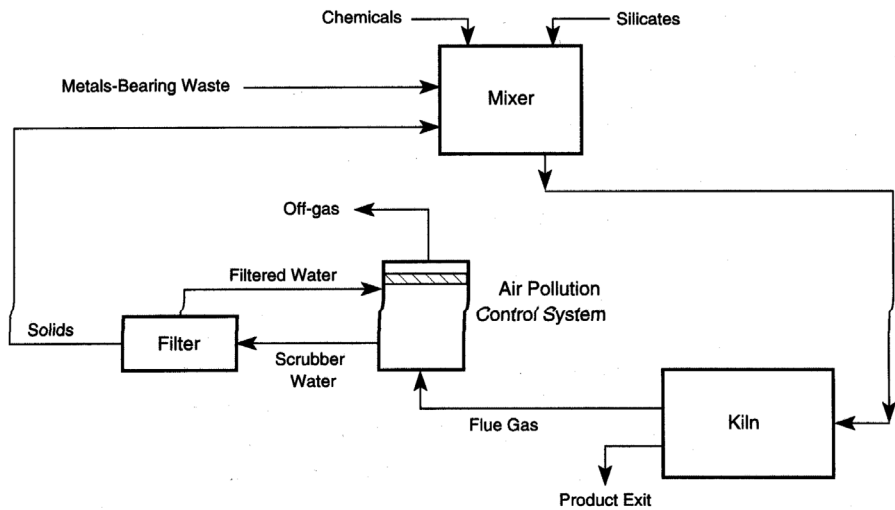 Chemicals
Silicates
Metals-Bearing Waste
Mixer
Off-gas
Filtered Water
Air Pollution
Control System
Solids
Filter
Scrubber
Water
Flue Gas
Kiln
Product Exit